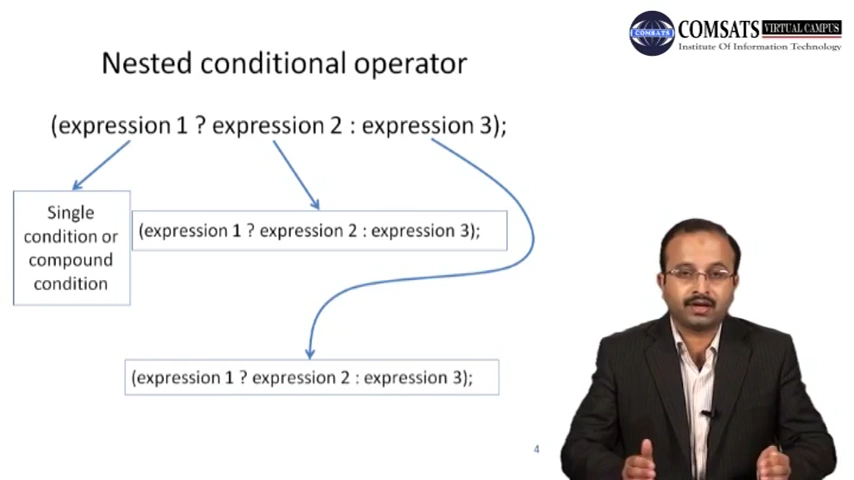 COMSATS
COMSATS VIRTUAL CAMPUS
Institute Of Information Technology
Nested conditional operator
(expression 1 ? expression 2 : expression 3);
Single
condition or
compound
condition
(expression 1 ? expression 2 : expression 3);
(expression 1 ? expression 2 : expression 3);
4